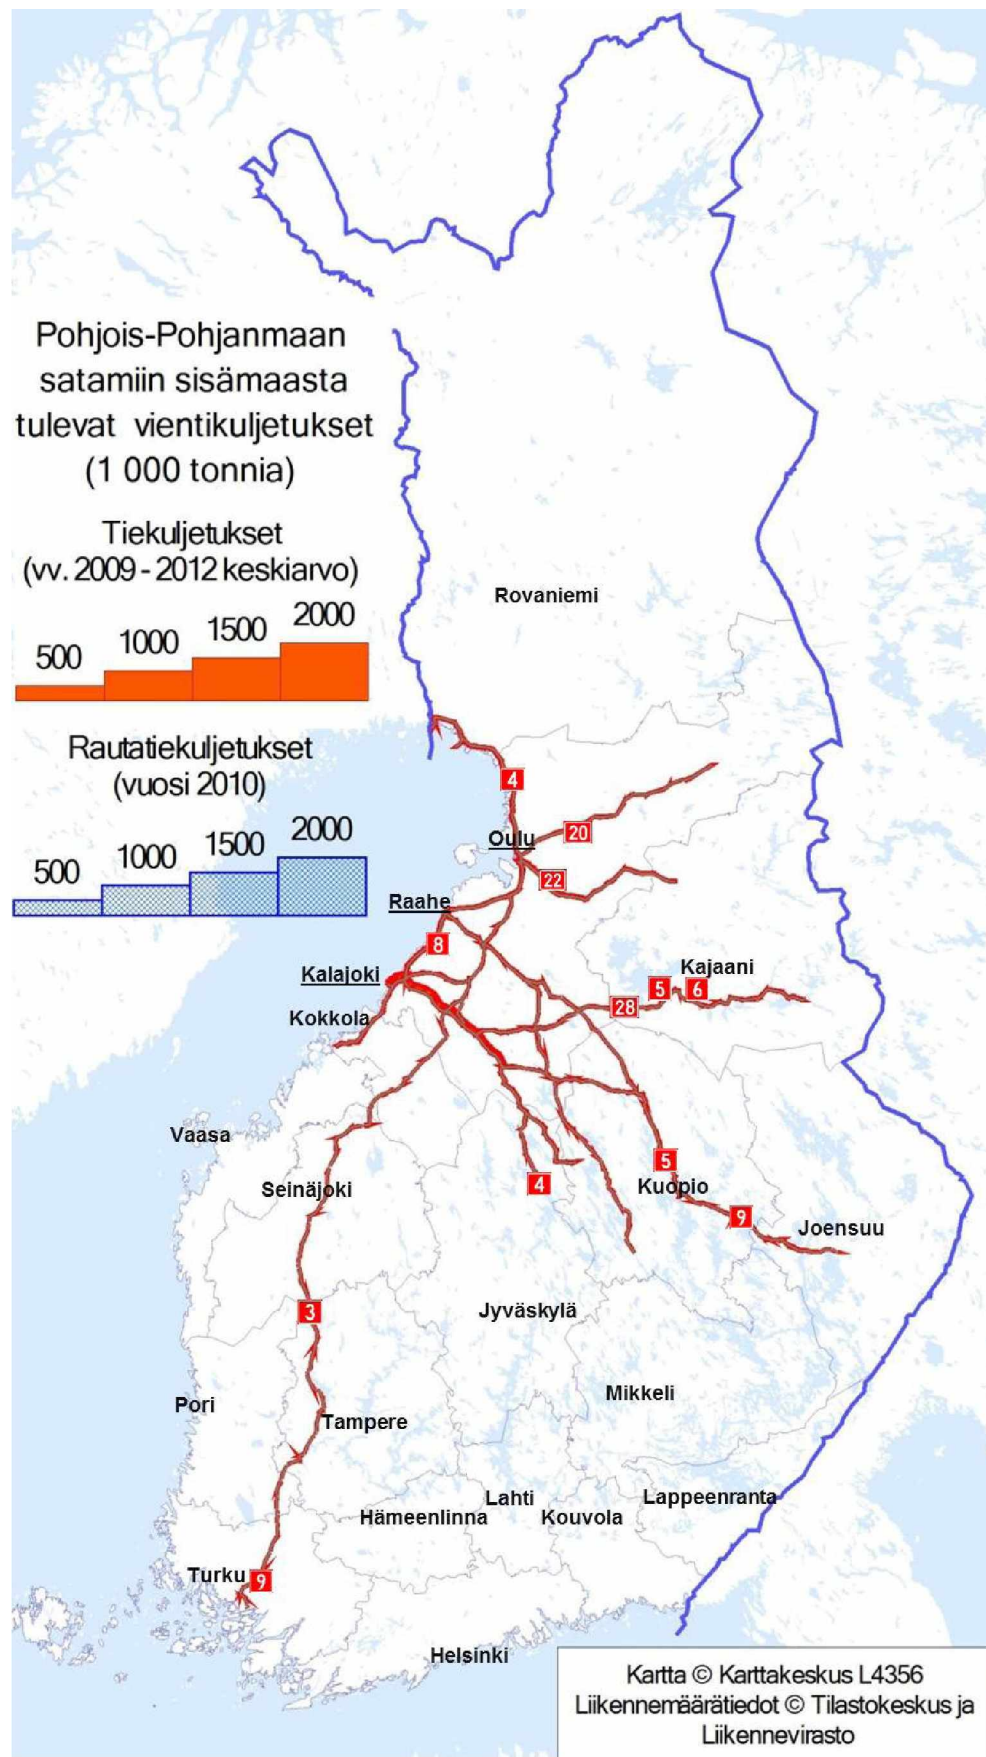 Pohjois-Pohjanmaan
satamiin sisämaasta
tulevat vientikuljetukset
(1 000 tonnia)
Tiekuljetukset
(vv. 2009 - 2012 keskiarvo)
500 1000 1500 2000
Rautatiekuljetukset
(vuosi 2010)
500 1000 1500 2000
Rovaniemi
4
20
Oulu
22
Raahe
8
Kajaani
Kalajoki
5 6
28
Kokkola
Vaasa
5
Seinäjoki
4
Kuopio
9
Joensuu
3
Jyväskylä
Mikkeli
Pori
Tampere
Lahti
Lappeenranta
Hämeenlinna
Kouvola
Turku
9
Helsinki
Kartta © Karttakeskus L4356
Liikennemäärätiedot © Tilastokeskus ja
Liikennevirasto